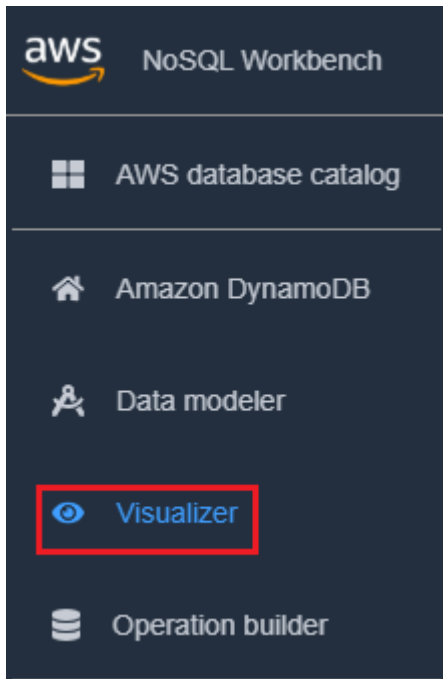 aws NoSQL Workbench
AWS database catalog
Amazon DynamoDB
Data modeler
Visualizer
Operation builder